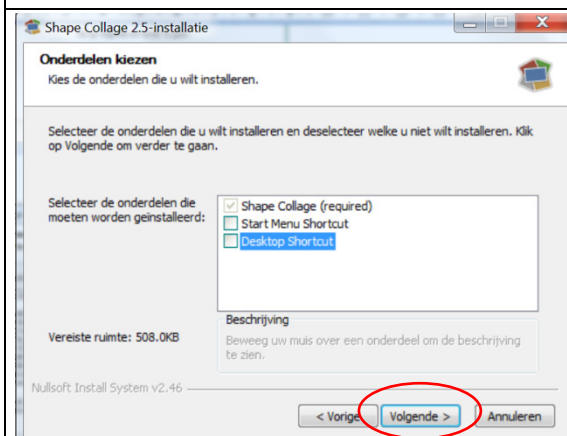 Shape Collage 2.5-installatie
Onderdelen kiezen
Kies de onderdelen die u wilt installeren.
Selecteer de onderdelen die u wilt installeren en deselecteer welke u niet wilt installeren. Klik
op Volgende om verder te gaan.
Selecteer de onderdelen die
moeten worden geïnstalleerd:
Shape Collage (required)
Start Menu Shortcut
Desktop Shortcut
Vereiste ruimte: 508.0KB
Beschrijving
Beweeg uw muis over een onderdeel om de beschrijving
te zien.
Nullsoft Install System v2.46
< Vorige Volgende > Annuleren